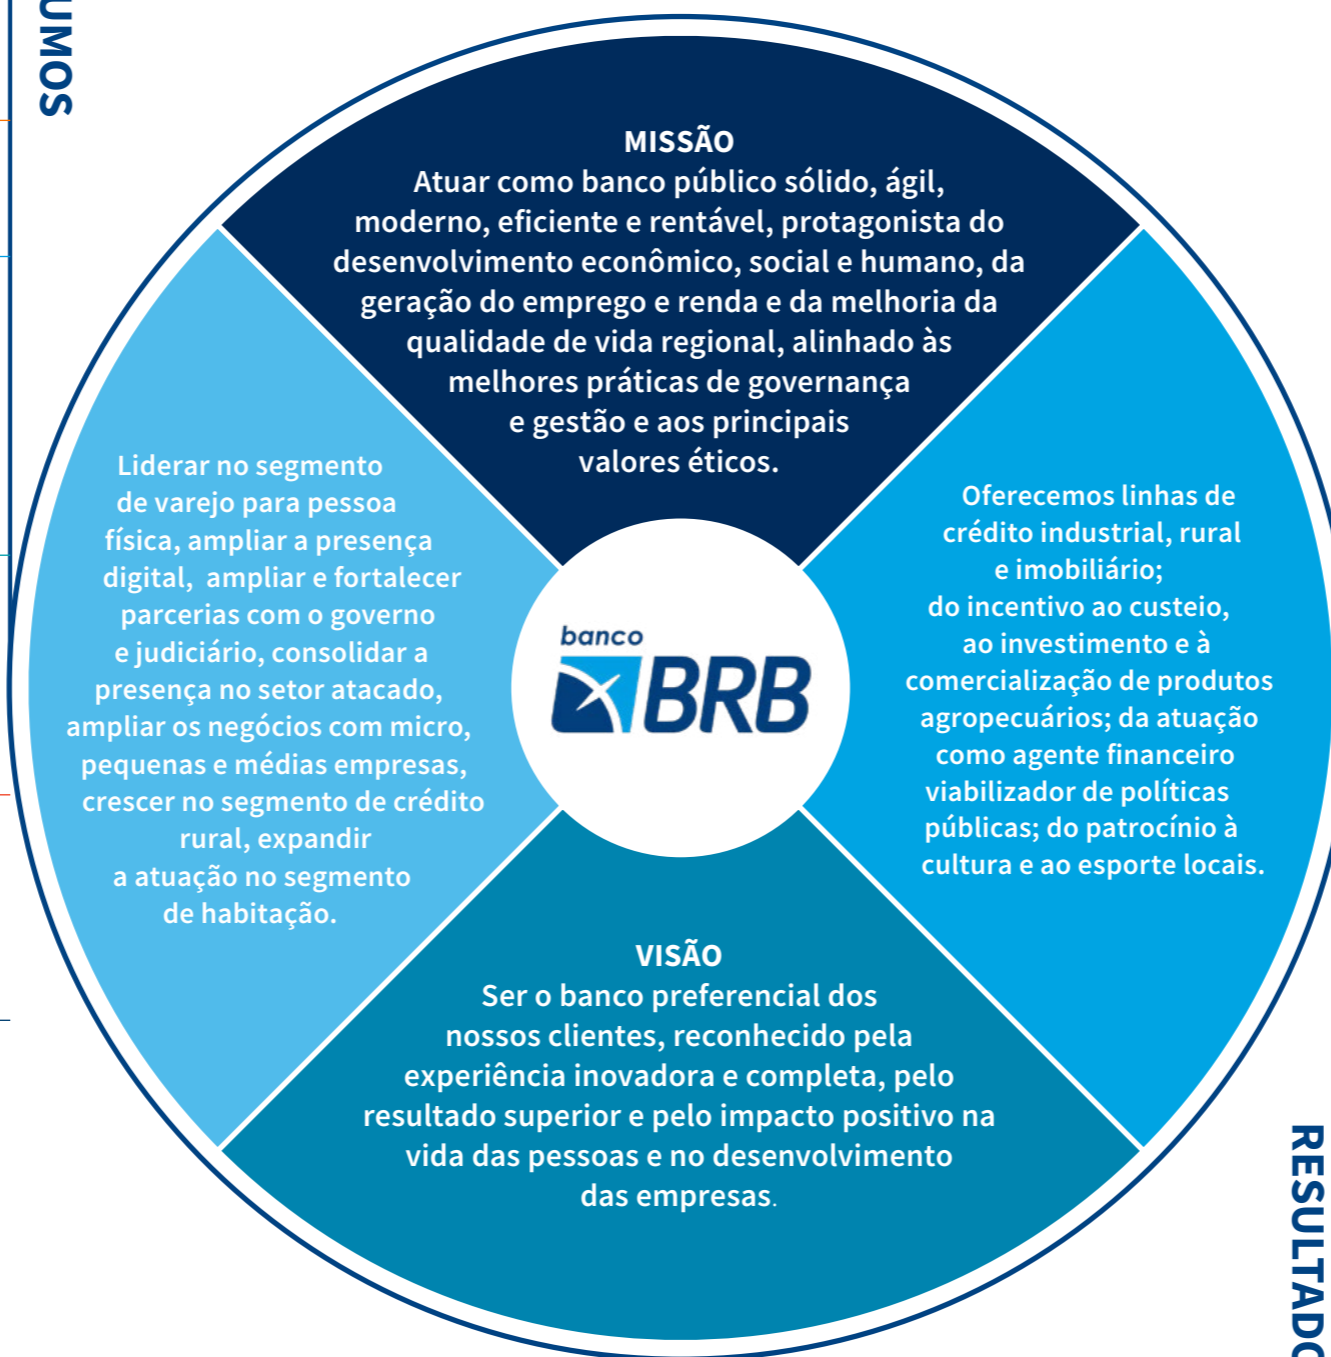 UMOS
MISSÃO
Atuar como banco público sólido, ágil,
moderno, eficiente e rentável, protagonista do
desenvolvimento econômico, social e humano, da
geração do emprego e renda e da melhoria da
qualidade de vida regional, alinhado às
melhores práticas de governança
e gestão e aos principais
valores éticos.
Liderar no segmento
de varejo para pessoa
física, ampliar a presença
digital, ampliar e fortalecer
parcerias com o governo
e judiciário, consolidar a
presença no setor atacado,
ampliar os negócios com micro,
pequenas e médias empresas,
crescer no segmento de crédito
rural, expandir
a atuação no segmento
de habitação.
banco
BRB
Oferecemos linhas de
crédito industrial, rural
e imobiliário;
do incentivo ao custeio,
ao investimento e à
comercialização de produtos
agropecuários; da atuação
como agente financeiro
viabilizador de políticas
públicas; do patrocínio à
cultura e ao esporte locais.
VISÃO
Ser o banco preferencial dos
nossos clientes, reconhecido pela
experiência inovadora e completa, pelo
resultado superior e pelo impacto positivo na
vida das pessoas e no desenvolvimento
das empresas.
RESULTADO